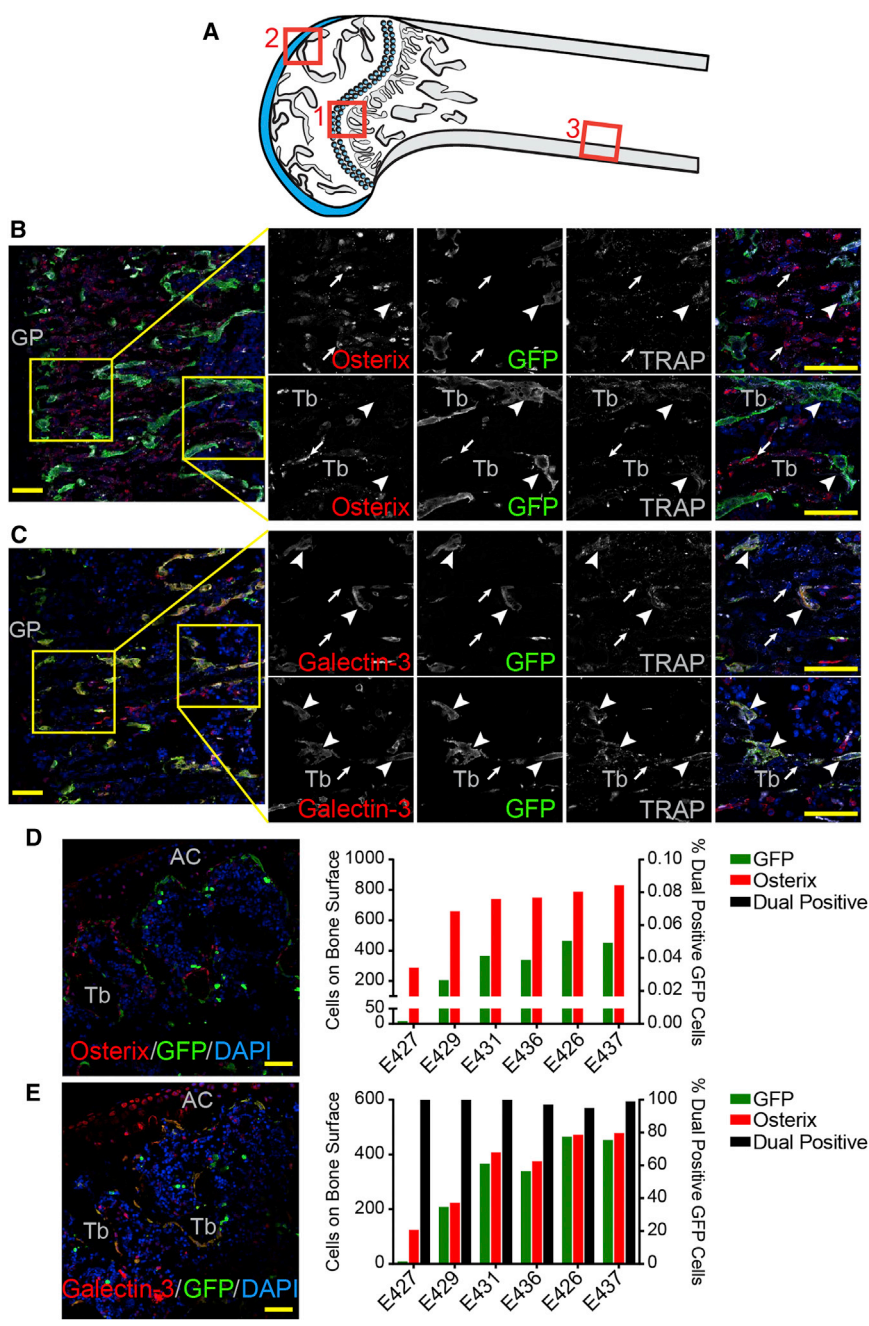 A
2
1
3
B
GP
Osterix
GFP
TRAP
Tb
Tb
Tb
Tb
Tb
Tb
Tb
Tb
Osterix
GFP
TRAP
C
GP
Galectin-3
GFP
TRAP
Tb
Tb
Tb
Tb
Galectin-3
GFP
TRAP
D
AC
Tb
Osterix/GFP/DAPI
Cells on Bone Surface
1000
800
600
400
200
50
0
0.10
0.08
0.06
0.04
0.02
0.00
% Dual Positive GFP Cells
E427
E429
E431
E436
E426
E437
GFP
Osterix
Dual Positive
E
AC
Tb
Tb
Galectin-3/GFP/DAPI
Cells on Bone Surface
600
400
200
0
100
80
60
40
20
0
% Dual Positive GFP Cells
E427
E429
E431
E436
E426
E437
GFP
Osterix
Dual Positive